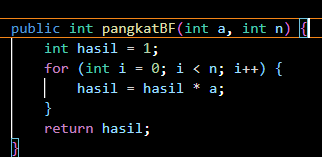 public int pangkatBF(int a, int n) {
    int hasil = 1;
    for (int i = 0; i < n; i++) {
        hasil = hasil * a;
    }
    return hasil;
}